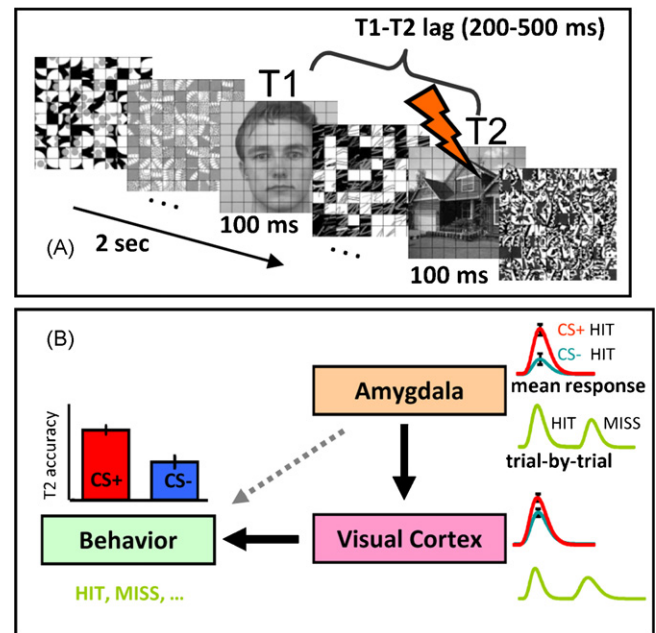 T1-T2 lag (200-500 ms)
T1
T2
100 ms
100 ms
...
...
2 sec
(A)
(B)
CS+ HIT
CS- HIT
mean response
Amygdala
HIT MISS
trial-by-trial
T2 accuracy
CS+ CS-
Behavior
Visual Cortex
HIT, MISS, ...